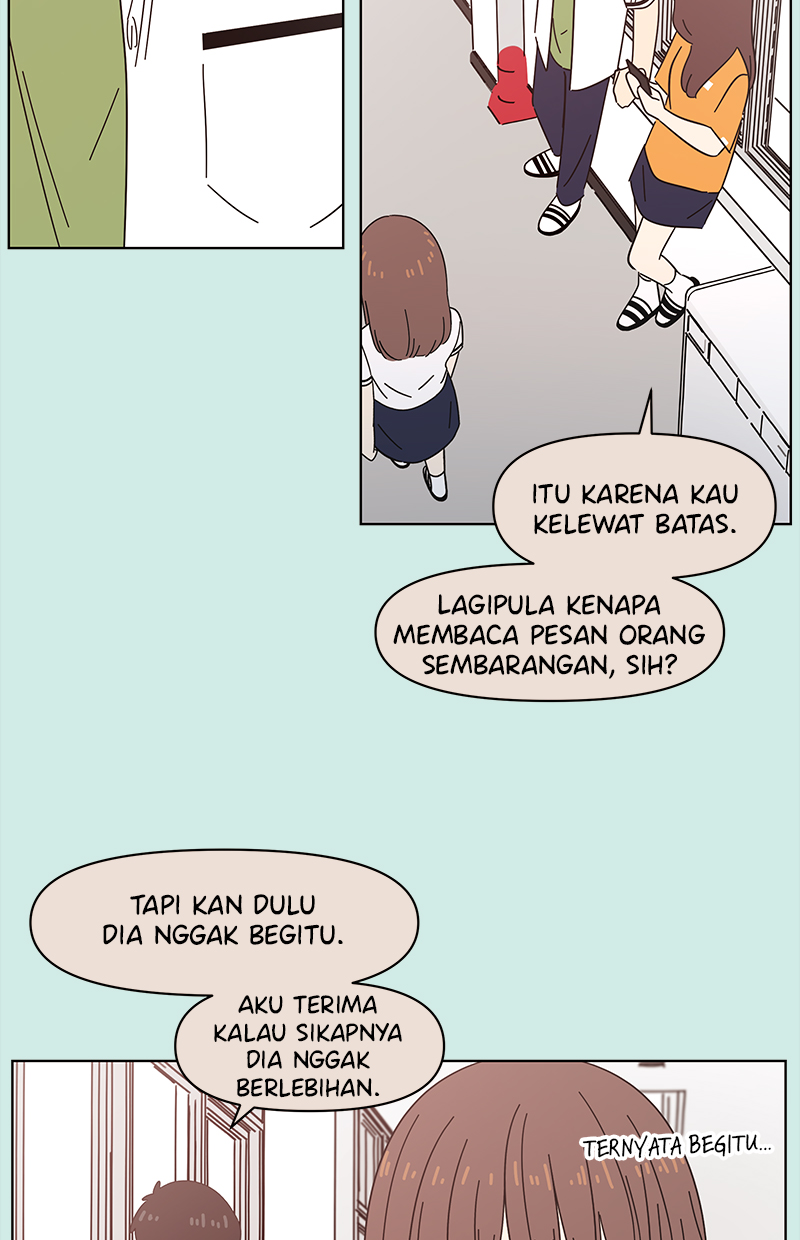 ITU KARENA KAU
KELEWAT BATAS.
LAGIPULA KENAPA
MEMBACA PESAN ORANG
SEMBARANGAN, SIH?
TAPI KAN DULU
DIA NGGAK BEGITU.
AKU TERIMA
KALAU SIKAPNYA
DIA NGGAK
BERLEBIHAN.
TERNYATA BEGITU...